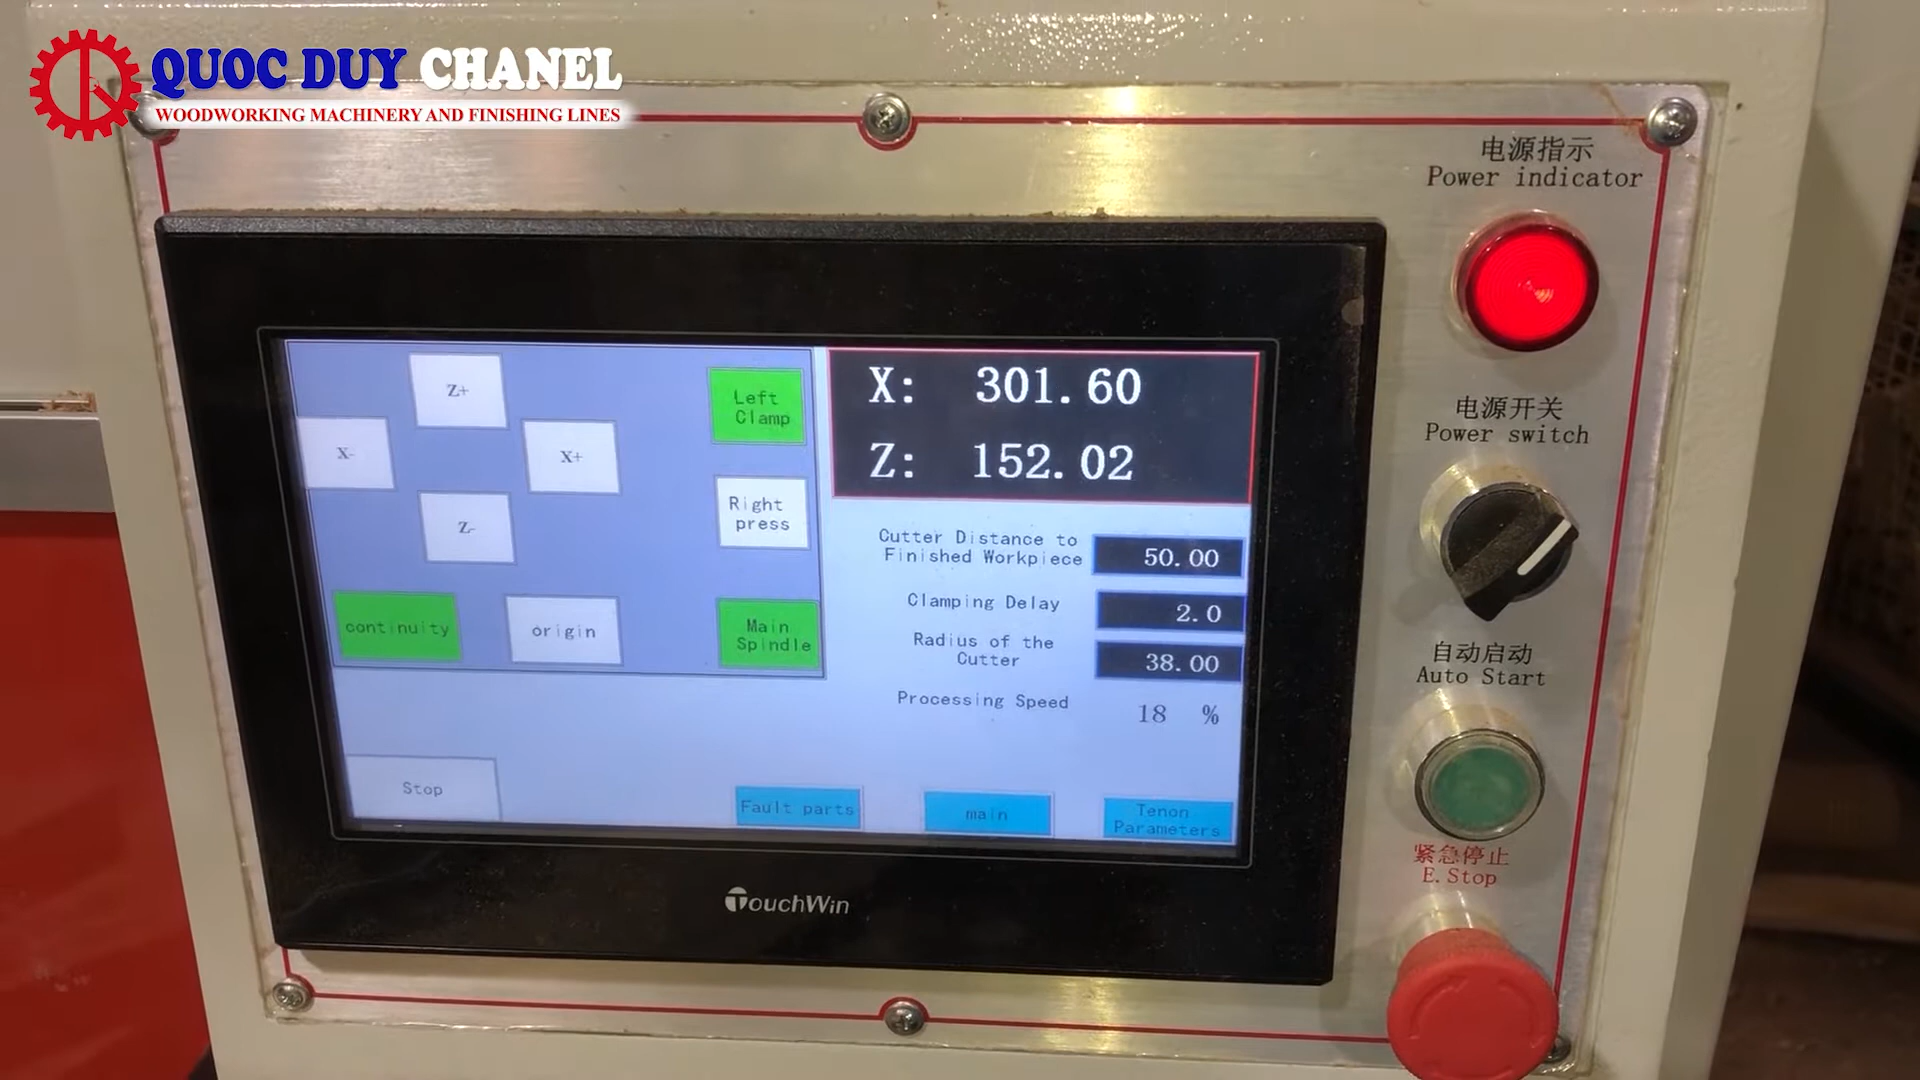 QUOC DUY CHANEL
WOODWORKING MACHINERY AND FINISHING LINES
电源指示
Power indicator
Z+
X-
X+
Z-
Left
Clamp
Right
press
continuity
origin
Main
Spindle
X: 301.60
Z: 152.02
Cutter Distance to
Finished Workpiece
50.00
Clamping Delay
2.0
Radius of the
Cutter
38.00
Processing Speed
18 %
Stop
Fault parts
main
Tenon
Parameters
TouchWin
电源开关
Power switch
自动启动
Auto Start
紧急停止
E.Stop